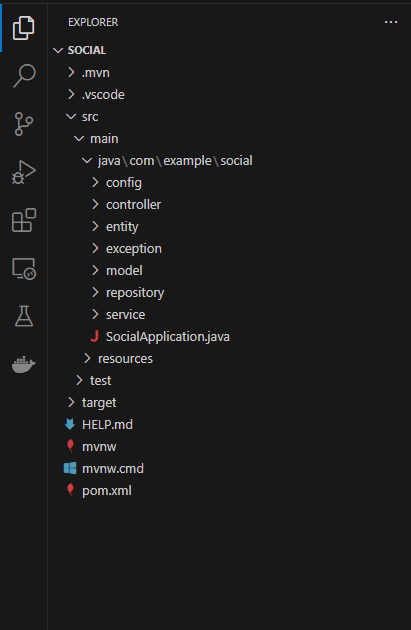 EXPLORER
SOCIAL
.mvn
.vscode
src
main
java\com\example\social
config
controller
entity
exception
model
repository
service
SocialApplication.java
resources
test
target
HELP.md
mvnw
mvnw.cmd
pom.xml